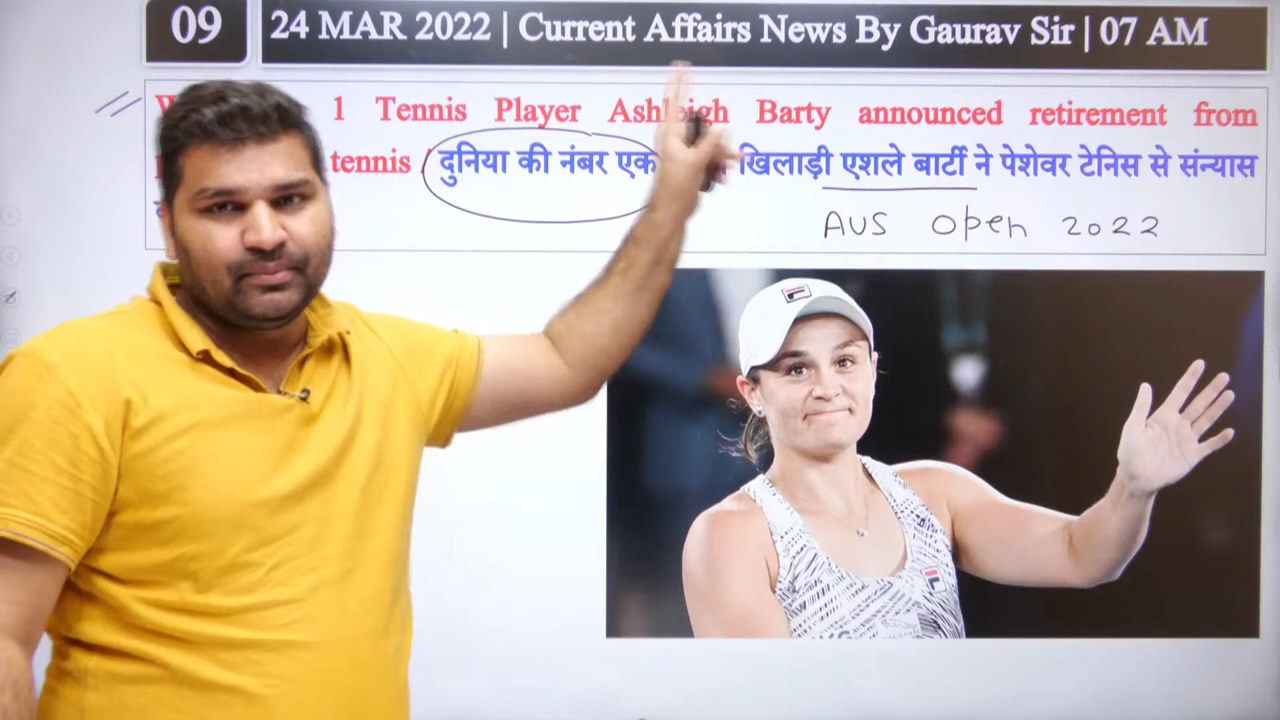 09
24 MAR 2022 | Current Affairs News By Gaurav Sir | 07 AM
1 Tennis Player Ashleigh Barty announced retirement from
tennis / दुनिया की नंबर एक खिलाड़ी एशले बार्टी ने पेशेवर टेनिस से संन्यास
AUS Open 2022